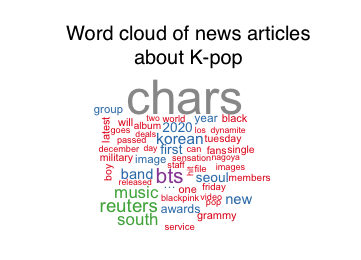 Word cloud of news articles
about K-pop
chars
group
two world year black
latest will album 2020 los dynamite
goes deals
passed korean tuesday
december day first can fans single
military image sensation nagoya
boy staff hit file images
band bts seoul members
released ... one friday
music blackpink video new
reuters awards pop
south grammy
service